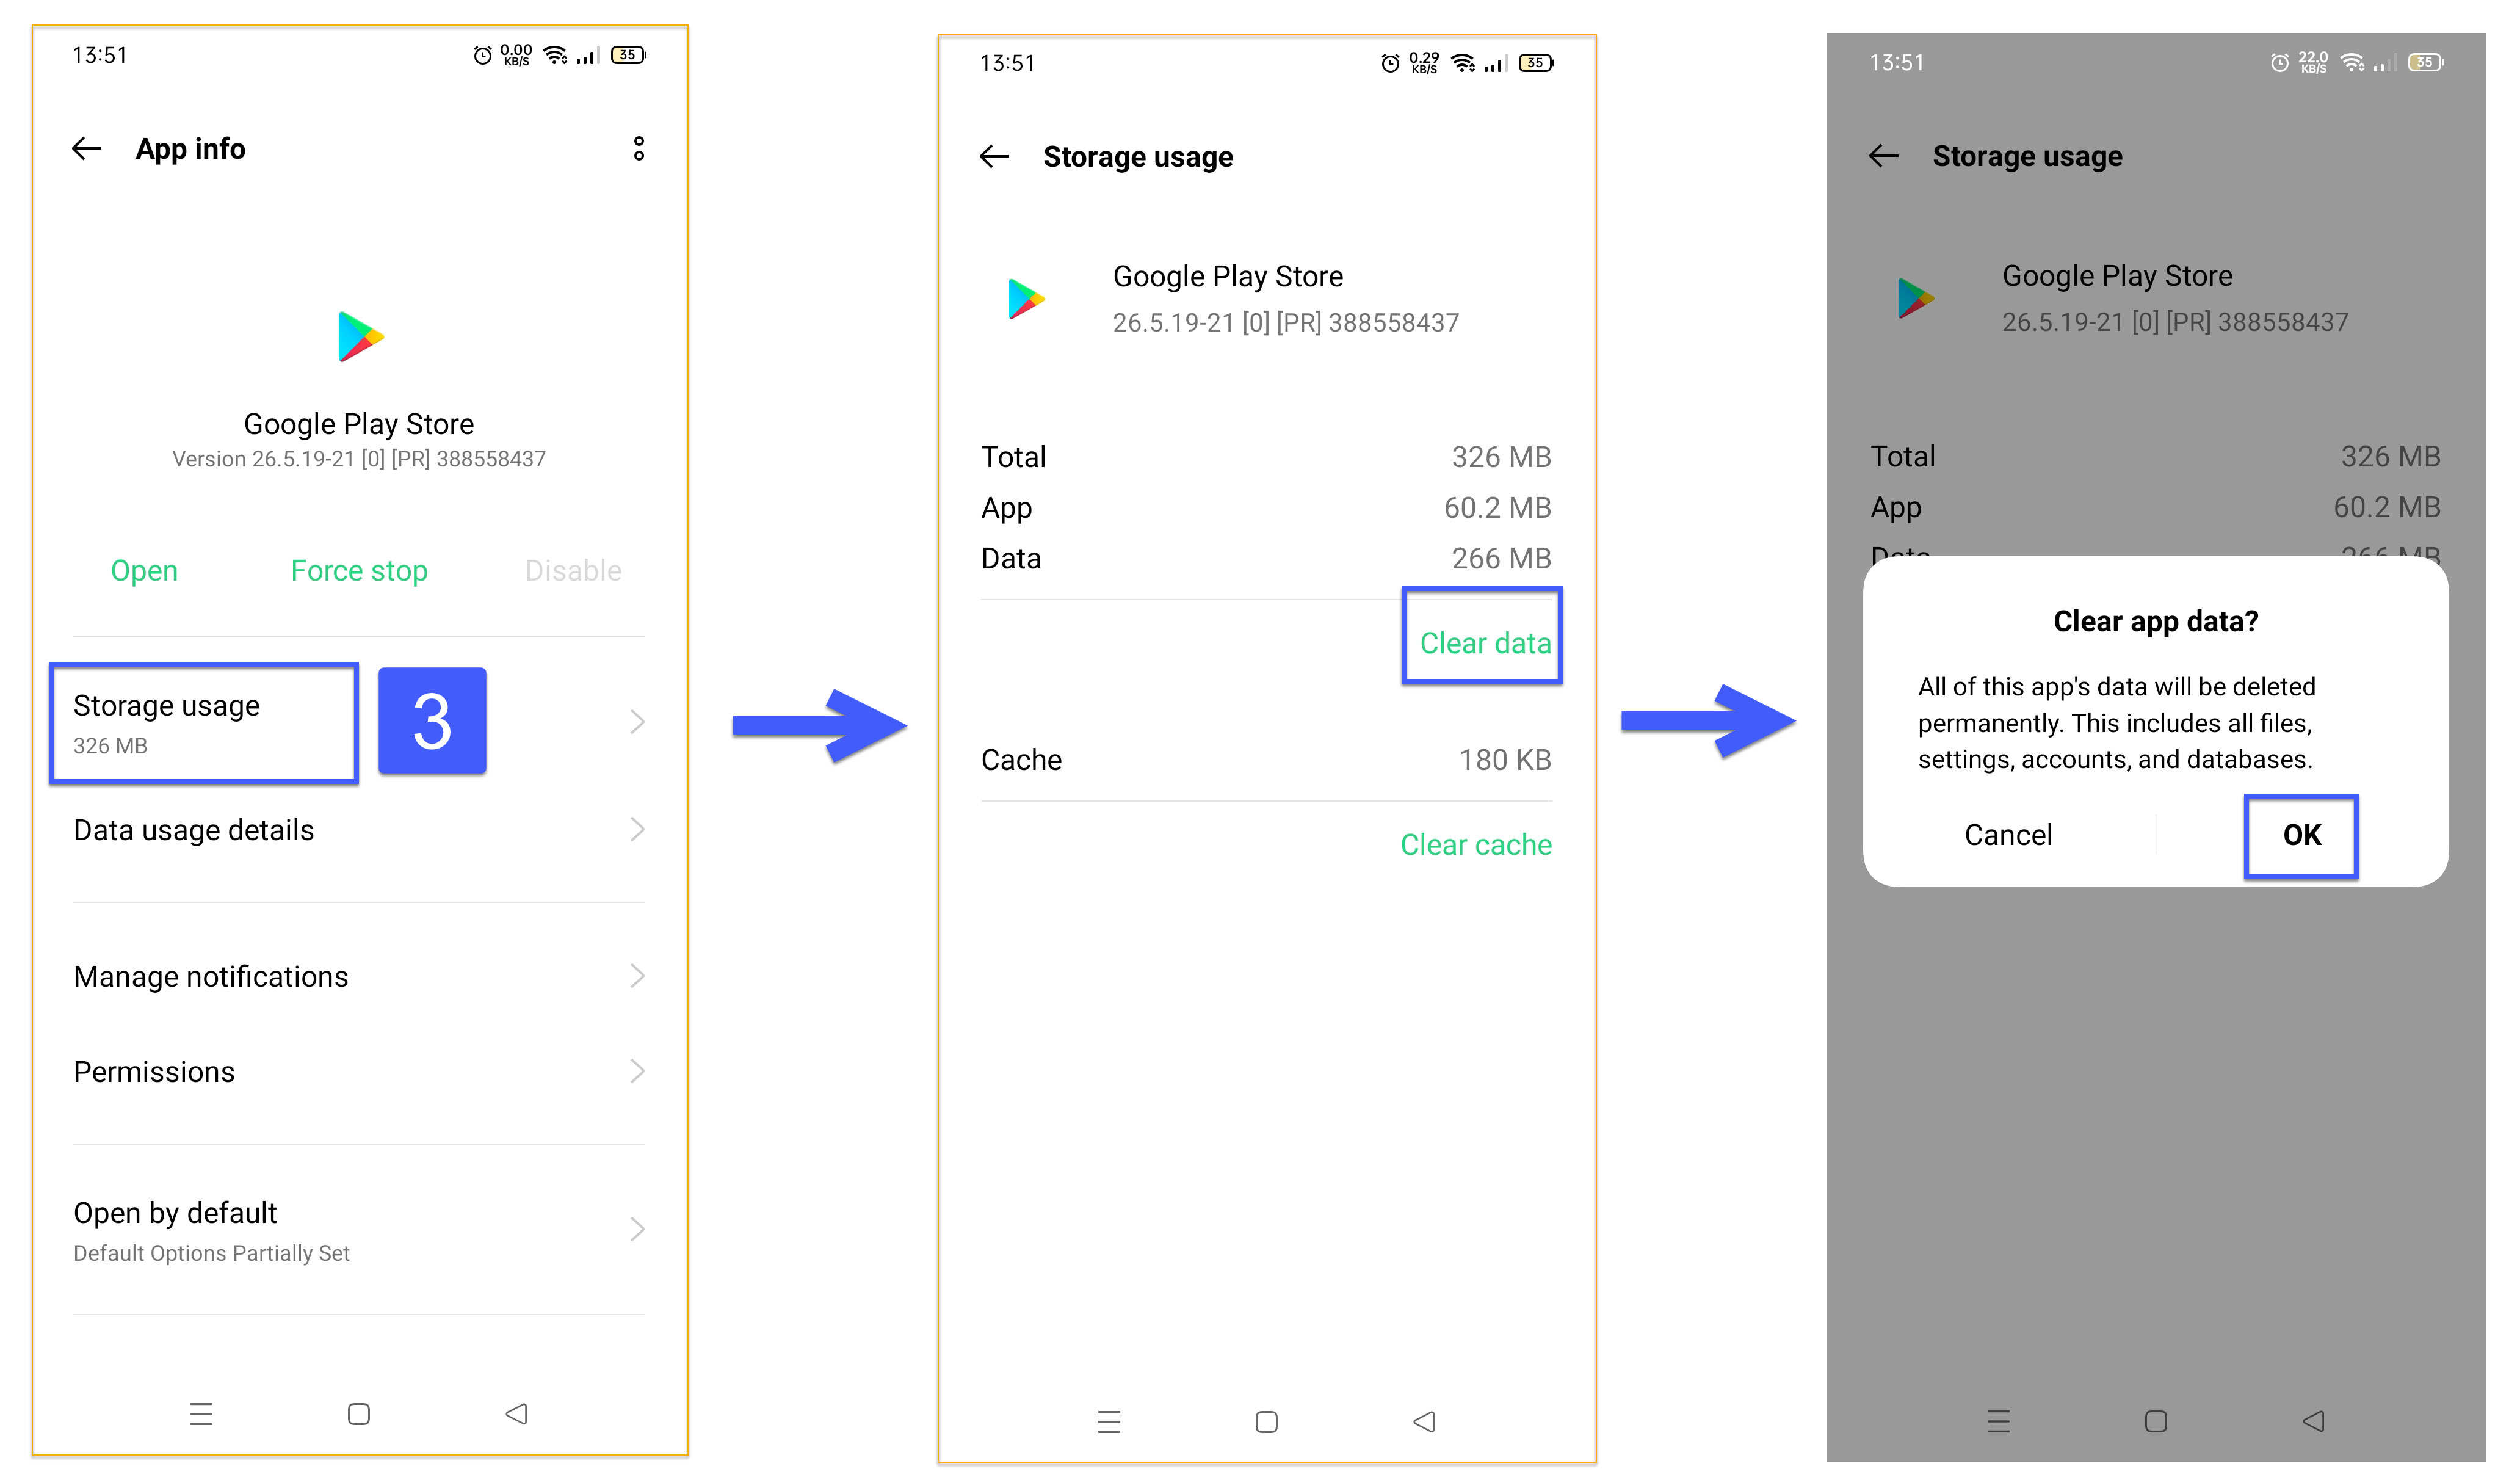 13:51
0.00
KB/S
35
App info
Google Play Store
Version 26.5.19-21 [0] [PR] 388558437
Open
Force stop
Disable
Storage usage
326 MB
3
Data usage details
Manage notifications
Permissions
Open by default
Default Options Partially Set
13:51
0.29
KB/S
35
Storage usage
Google Play Store
26.5.19-21 [0] [PR] 388558437
Total 326 MB
App 60.2 MB
Data 266 MB
Clear data
Cache 180 KB
Clear cache
13:51
22.0
KB/S
35
Storage usage
Google Play Store
26.5.19-21 [0] [PR] 388558437
Total 326 MB
App 60.2 MB
Data 266 MB
Clear app data?
All of this app's data will be deleted
permanently. This includes all files,
settings, accounts, and databases.
Cancel
OK